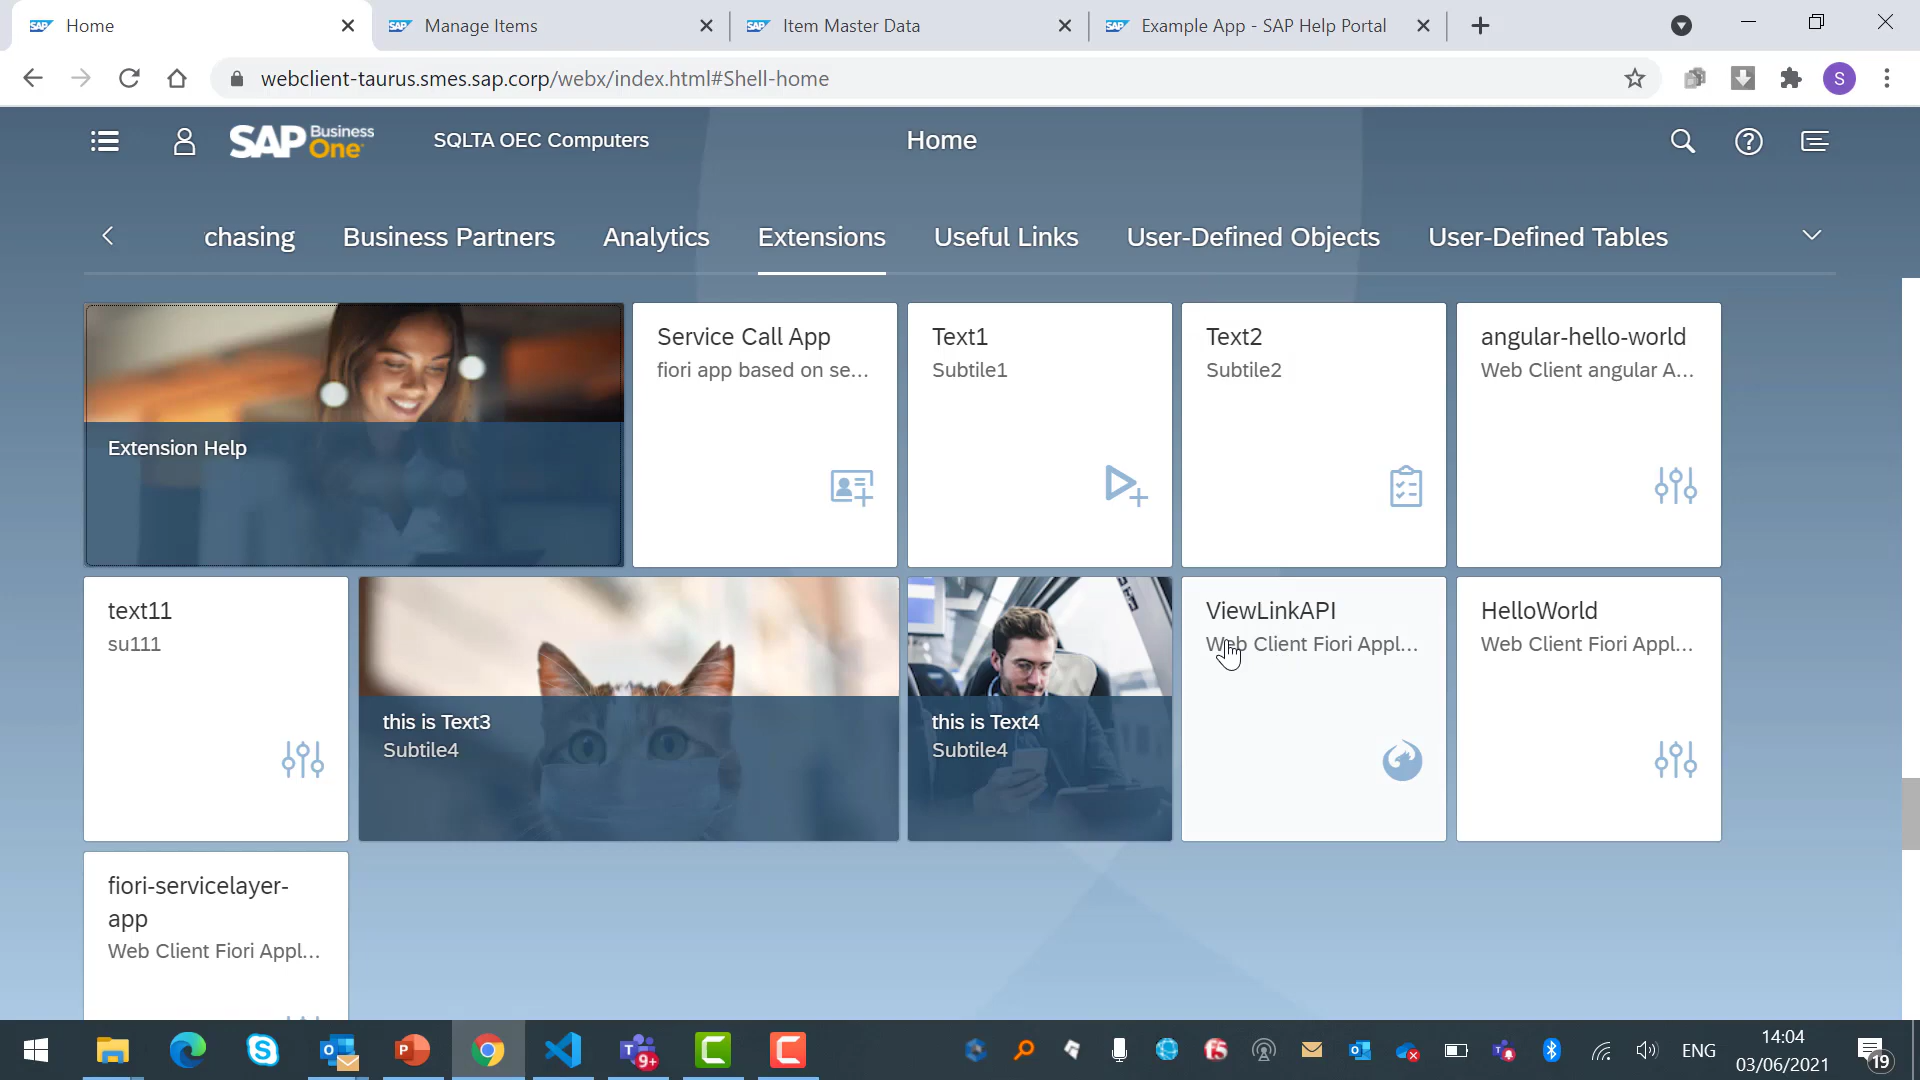 Home
Manage Items
Item Master Data
Example App - SAP Help Portal
webclient-taurus.smes.sap.corp/webx/index.html#Shell-home
S
SAP Business One
SQLTA OEC Computers
Home
chasing
Business Partners
Analytics
Extensions
Useful Links
User-Defined Objects
User-Defined Tables
Extension Help
Service Call App
fiori app based on se...
Text1
Subtile1
Text2
Subtile2
angular-hello-world
Web Client angular A...
text11
su111
this is Text3
Subtile4
this is Text4
Subtile4
ViewLinkAPI
Web Client Fiori Appl...
HelloWorld
Web Client Fiori Appl...
fiori-servicelayer-
app
Web Client Fiori Appl...
9+
ENG
14:04
03/06/2021
19